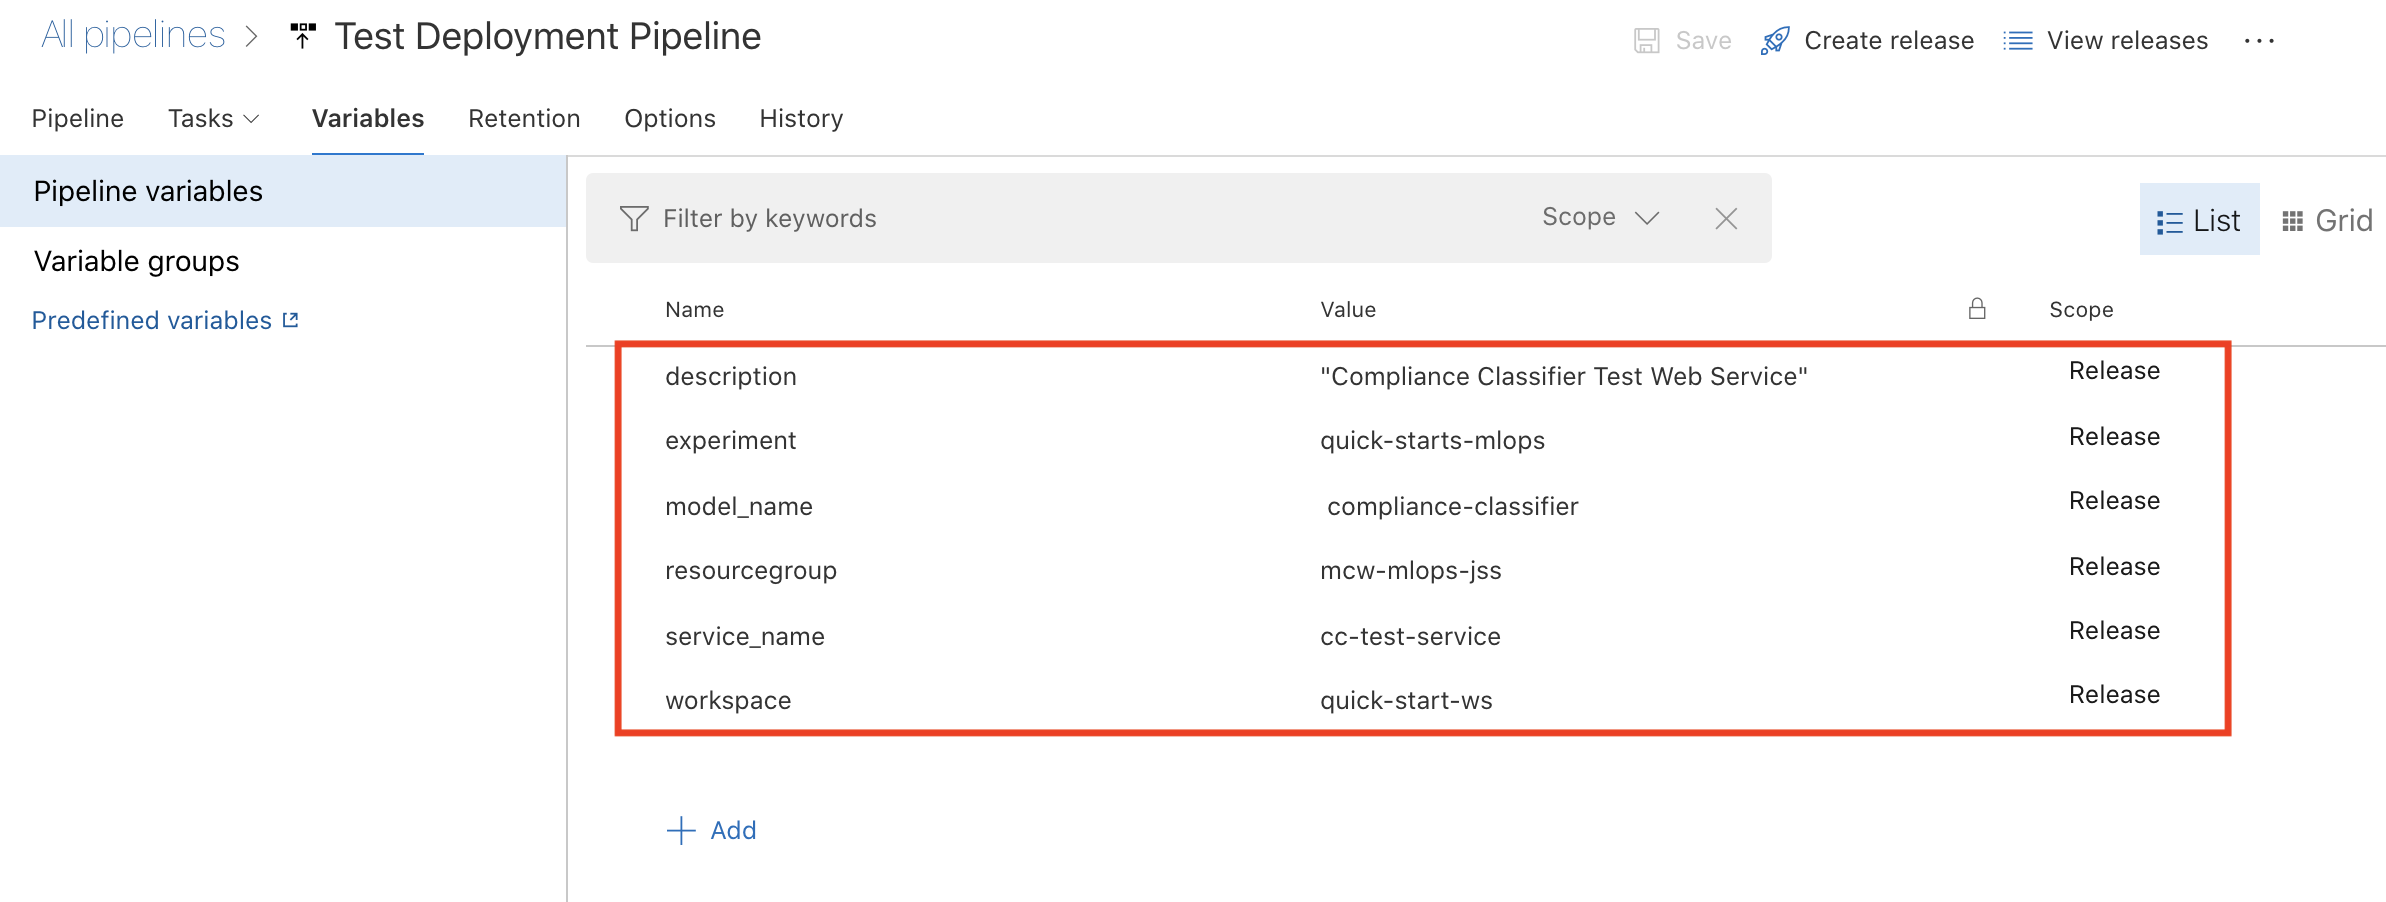 All pipelines > Test Deployment Pipeline
Save Create release View releases ...
Pipeline Tasks Variables Retention Options History
Pipeline variables
Variable groups
Predefined variables
Filter by keywords Scope
List Grid
Name Value Scope
description "Compliance Classifier Test Web Service" Release
experiment quick-starts-mlops Release
model_name compliance-classifier Release
resourcegroup mcw-mlops-jss Release
service_name cc-test-service Release
workspace quick-start-ws Release
Add